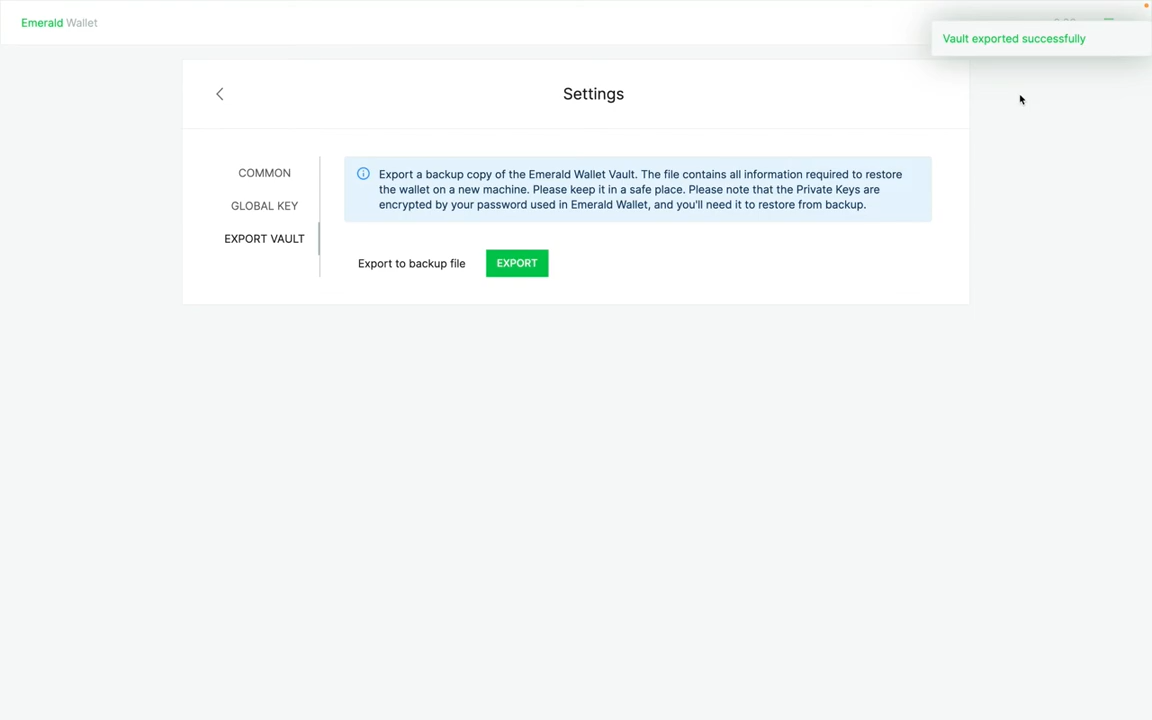 Emerald Wallet
Vault exported successfully
Settings
COMMON
GLOBAL KEY
EXPORT VAULT
Export a backup copy of the Emerald Wallet Vault. The file contains all information required to restore
the wallet on a new machine. Please keep it in a safe place. Please note that the Private Keys are
encrypted by your password used in Emerald Wallet, and you'll need it to restore from backup.
Export to backup file EXPORT